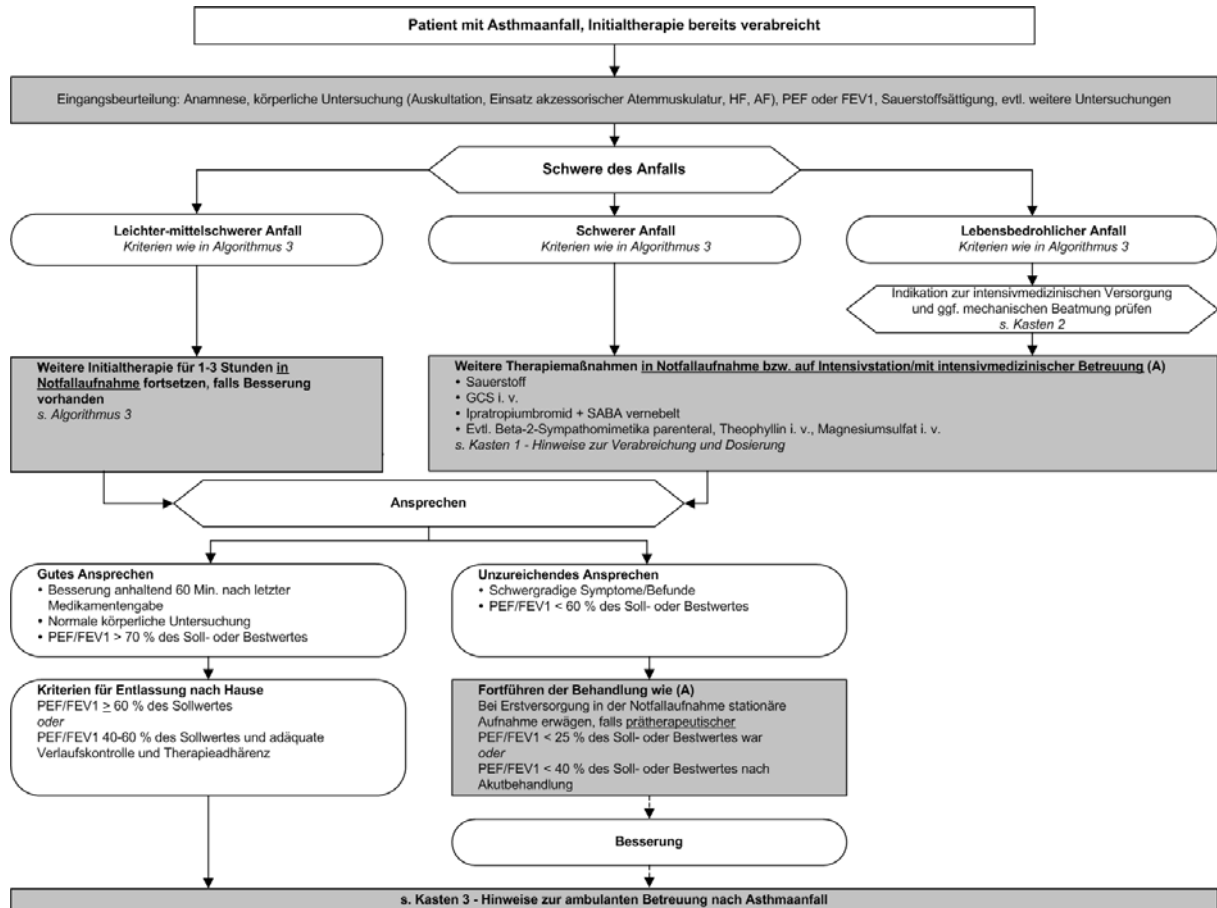 Patient mit Asthmaanfall, Initialtherapie bereits verabreicht
Eingangsbeurteilung: Anamnese, körperliche Untersuchung (Auskultation, Einsatz akzessorischer Atemmuskulatur, HF, AF), PEF oder FEV1, Sauerstoffsättigung, evtl. weitere Untersuchungen
Schwere des Anfalls
Leichter-mittelschwerer Anfall
Kriterien wie in Algorithmus 3
Schwerer Anfall
Kriterien wie in Algorithmus 3
Lebensbedrohlicher Anfall
Kriterien wie in Algorithmus 3
Indikation zur intensivmedizinischen Versorgung
und ggf. mechanischen Beatmung prüfen
s. Kasten 2
Weitere Initialtherapie für 1-3 Stunden in
Notfallaufnahme fortsetzen, falls Besserung
vorhanden
s. Algorithmus 3
Weitere Therapiemaßnahmen in Notfallaufnahme bzw. auf Intensivstation/mit intensivmedizinischer Betreuung (A)
• Sauerstoff
• GCS i. v.
• Ipratropiumbromid + SABA vernebelt
• Evtl. Beta-2-Sympathomimetika parenteral, Theophyllin i. v., Magnesiumsulfat i. v.
s. Kasten 1 - Hinweise zur Verabreichung und Dosierung
Ansprechen
Gutes Ansprechen
• Besserung anhaltend 60 Min. nach letzter
Medikamentengabe
• Normale körperliche Untersuchung
• PEF/FEV1 > 70 % des Soll- oder Bestwertes
Unzureichendes Ansprechen
• Schwergradige Symptome/Befunde
• PEF/FEV1 < 60 % des Soll- oder Bestwertes
Kriterien für Entlassung nach Hause
PEF/FEV1 ≥ 60 % des Sollwertes
oder
PEF/FEV1 40-60 % des Sollwertes und adäquate
Verlaufskontrolle und Therapieadhärenz
Fortführen der Behandlung wie (A)
Bei Erstversorgung in der Notfallaufnahme stationäre
Aufnahme erwägen, falls prätherapeutischer
PEF/FEV1 < 25 % des Soll- oder Bestwertes war
oder
PEF/FEV1 < 40 % des Soll- oder Bestwertes nach
Akutbehandlung
Besserung
s. Kasten 3 - Hinweise zur ambulanten Betreuung nach Asthmaanfall